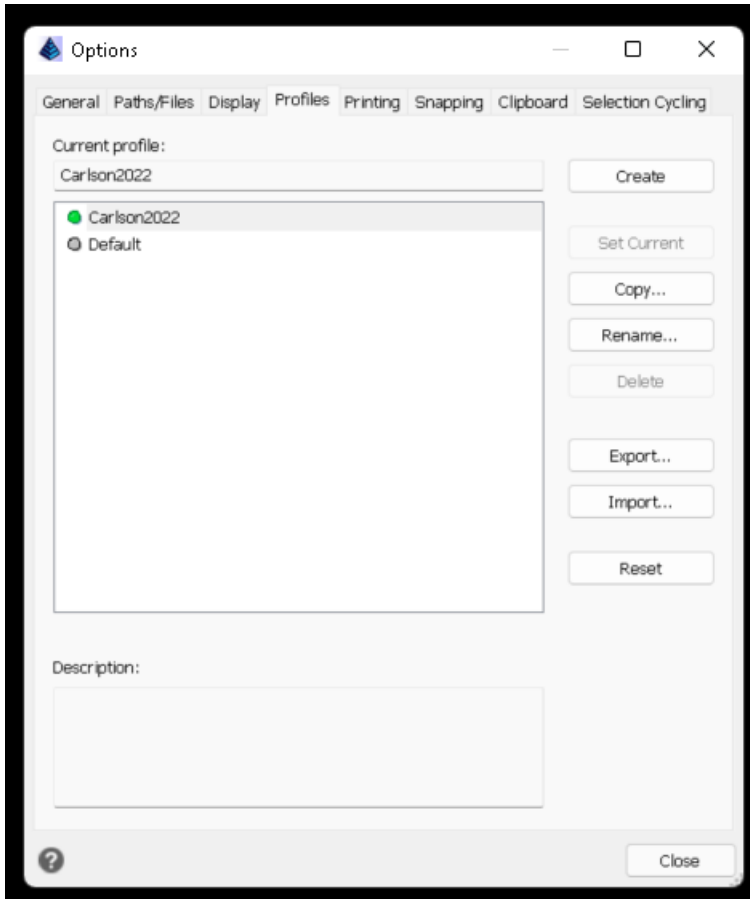 Options
General Paths/Files Display Profiles Printing Snapping Clipboard Selection Cycling
Current profile:
Carlson2022
Create
Carlson2022
Default
Set Current
Copy...
Rename...
Delete
Export...
Import...
Reset
Description:
?
Close